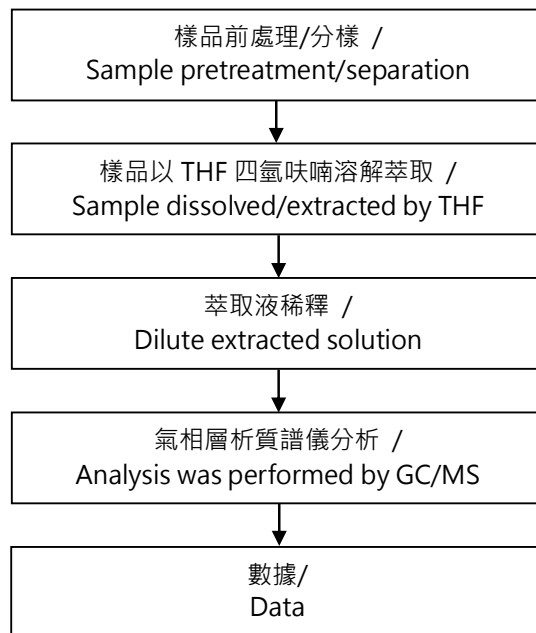 樣品前處理/分樣 /
Sample pretreatment/separation
樣品以 THF 四氫呋喃溶解萃取 /
Sample dissolved/extracted by THF
萃取液稀釋 /
Dilute extracted solution
氣相層析質譜儀分析 /
Analysis was performed by GC/MS
數據/
Data